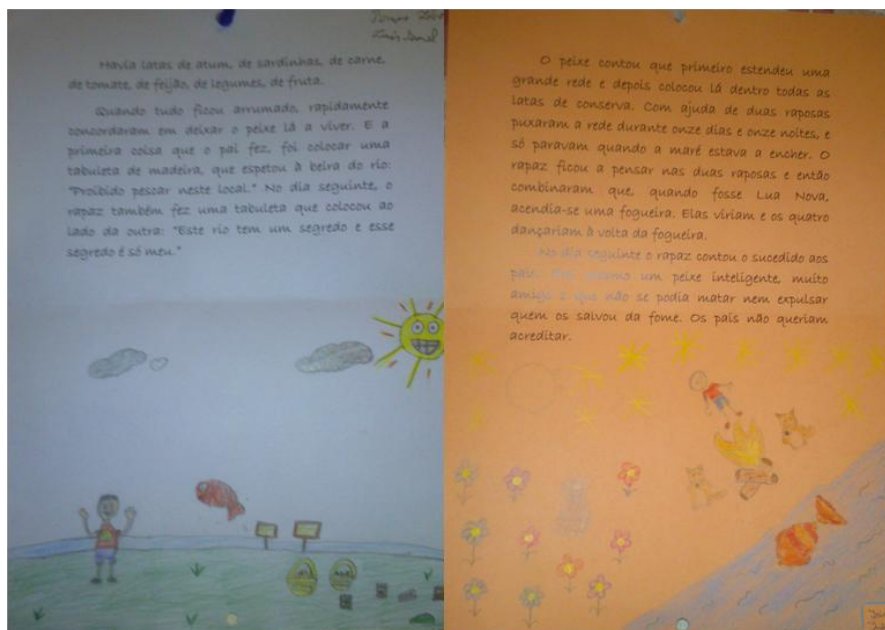 Havia latas de atum, de sardinhas, de carne,
de tomate, de feijão, de legumes, de fruta.
Quando tudo ficou arrumado, rapidamente
concordaram em deixar o peixe lá a viver. E a
primeira coisa que o pai fez, foi colocar uma
tabuleta de madeira, que espetou à beira do rio:
"Proibido pescar neste local." No dia seguinte, o
rapaz também fez uma tabuleta que colocou ao
lado da outra: "Este rio tem um segredo e esse
segredo é só meu."
O peixe contou que primeiro estendeu uma
grande rede e depois colocou lá dentro todas as
latas de conserva. Com ajuda de duas raposas
puxaram a rede durante onze dias e onze noites, e
só paravam quando a maré estava a encher. O
rapaz ficou a pensar nas duas raposas e então
combinaram que, quando fosse Lua Nova,
acendia-se uma fogueira. Elas viriam e os quatro
dançariam à volta da fogueira.
No dia seguinte o rapaz contou o sucedido aos
pais. um peixe inteligente, muito
amigo e que não se podia matar nem expulsar
quem os salvou da fome. Os pais não queriam
acreditar.